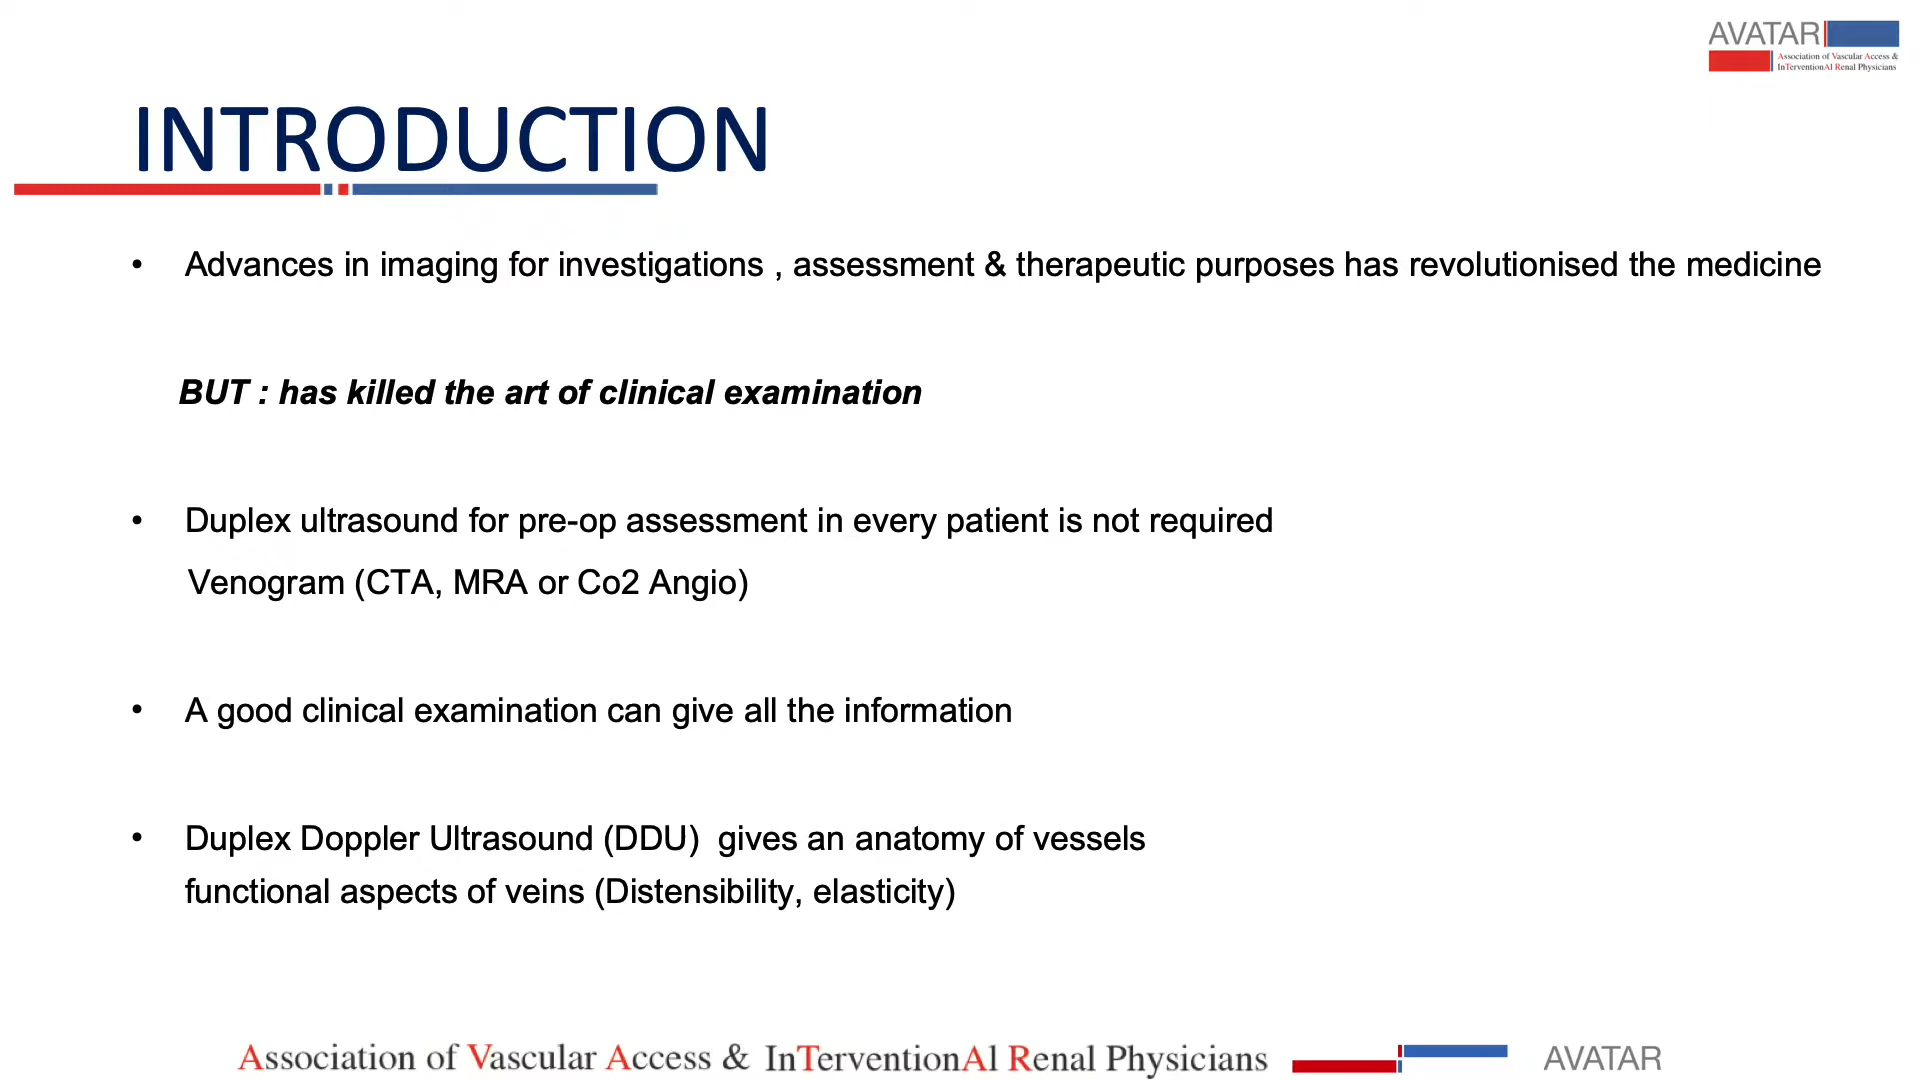 AVATAR
Association of Vascular Access &
InTerventionAl Renal Physicians
INTRODUCTION
• Advances in imaging for investigations , assessment & therapeutic purposes has revolutionised the medicine
BUT : has killed the art of clinical examination
• Duplex ultrasound for pre-op assessment in every patient is not required
Venogram (CTA, MRA or Co2 Angio)
• A good clinical examination can give all the information
• Duplex Doppler Ultrasound (DDU) gives an anatomy of vessels
functional aspects of veins (Distensibility, elasticity)
Association of Vascular Access & InTerventionAl Renal Physicians AVATAR